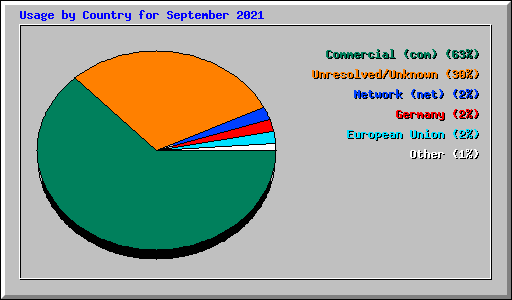 Usage by Country for September 2021
Commercial (com) (63%)
Unresolved/Unknown (30%)
Network (net) (2%)
Germany (2%)
European Union (2%)
Other (1%)